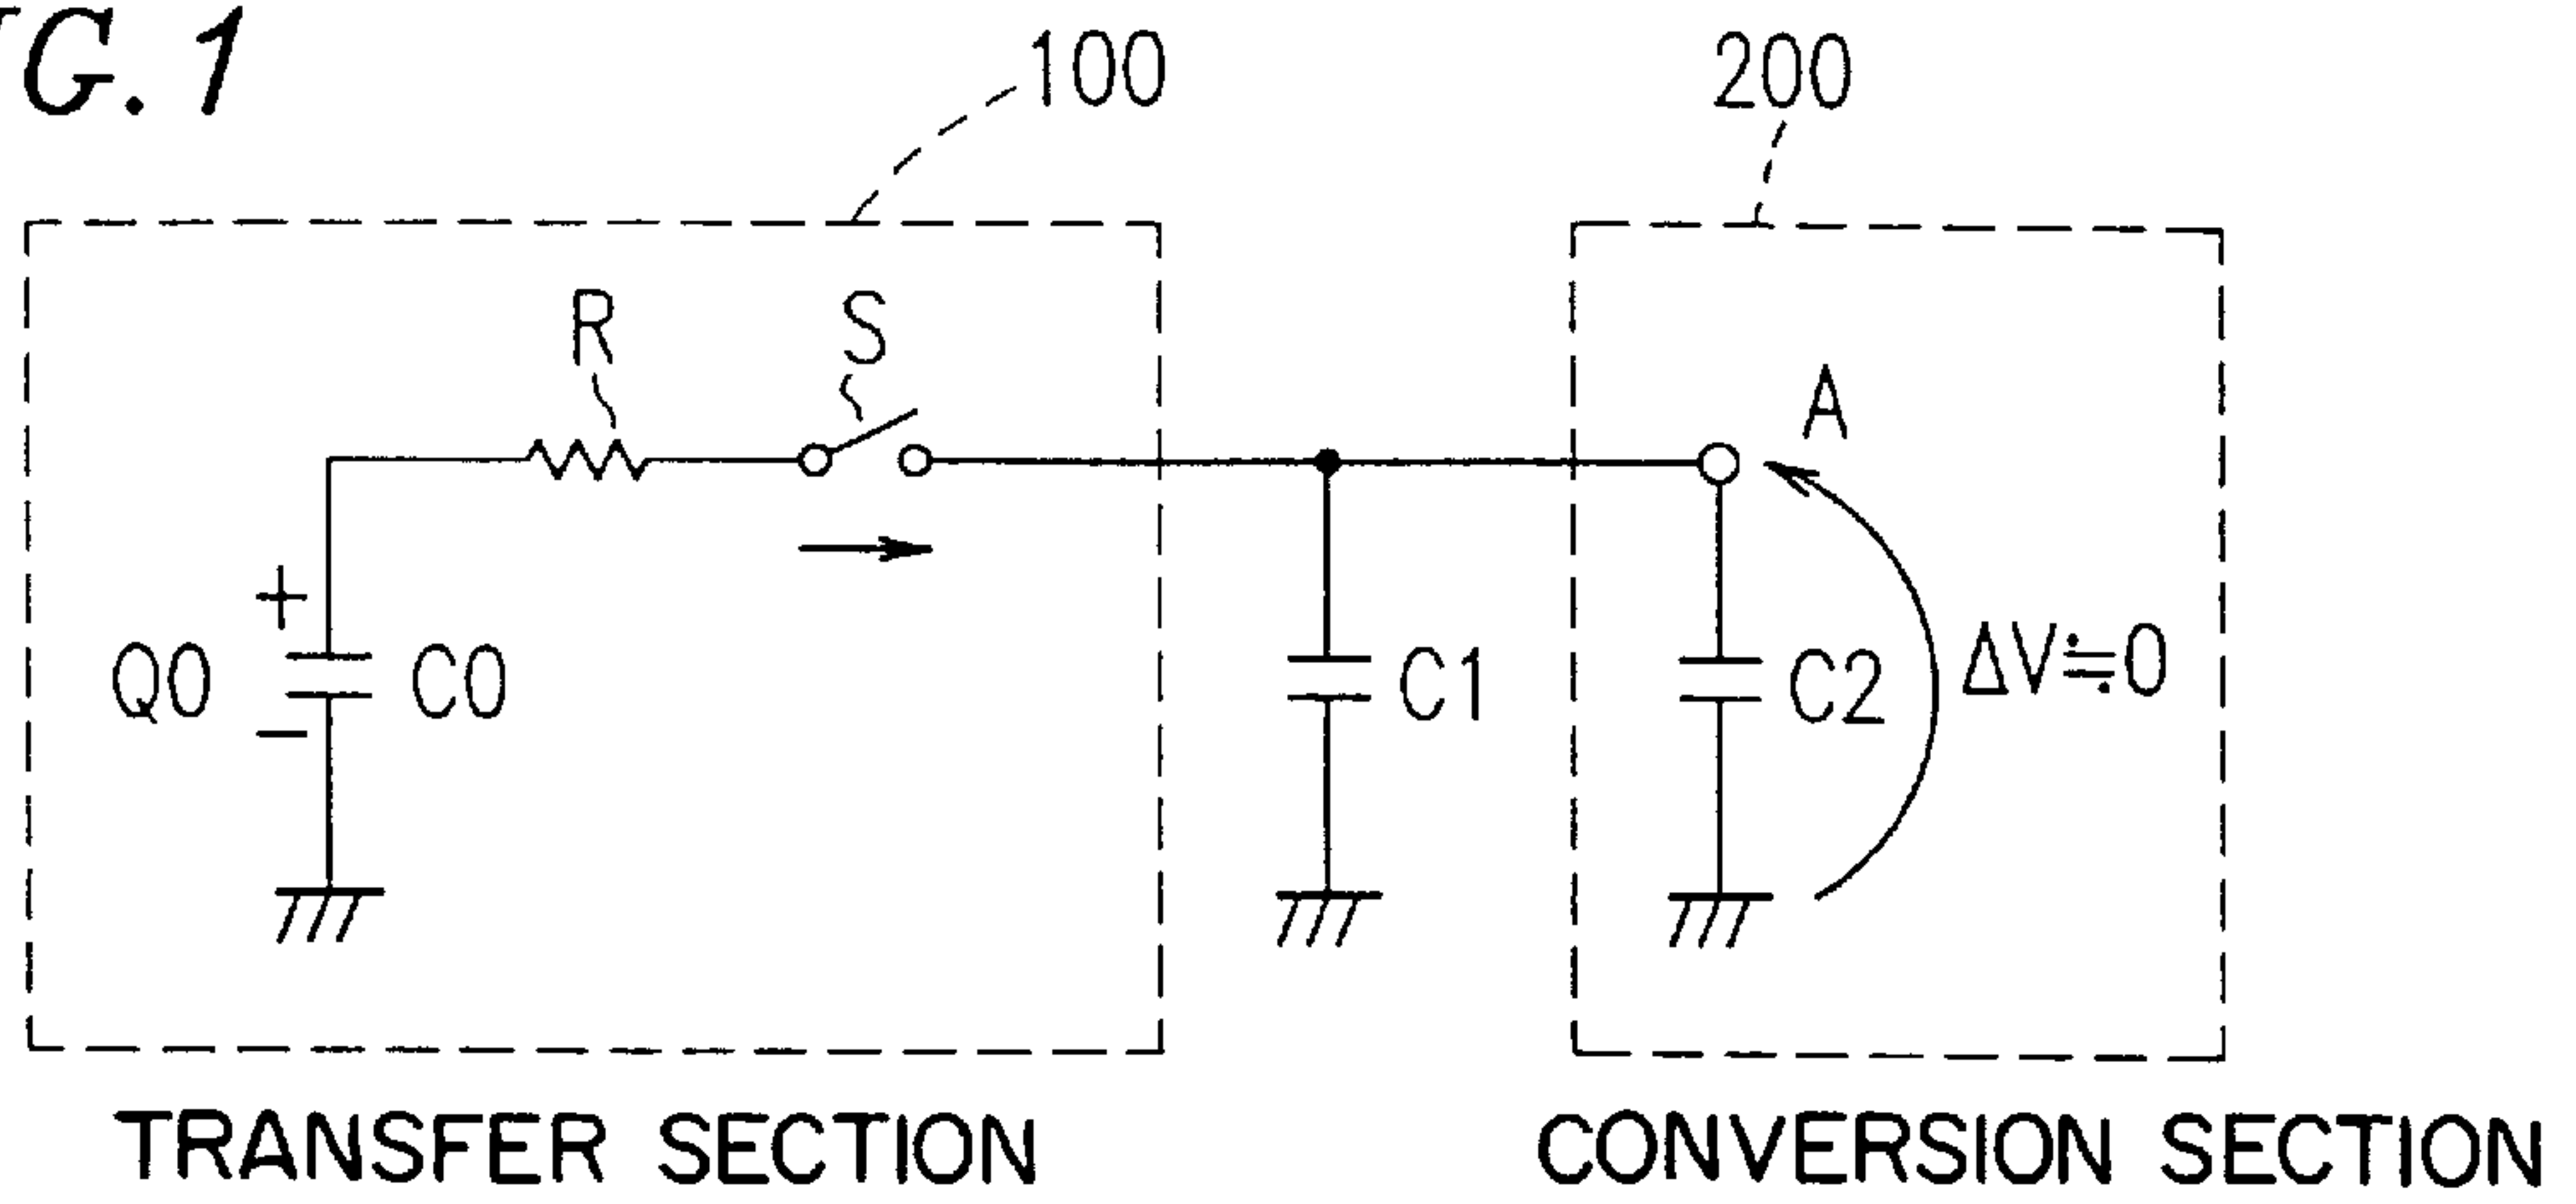 G. 1
100
200
R
S
A
+
Q0
C0
−
C1
C2
ΔV≒0
TRANSFER SECTION
CONVERSION SECTION